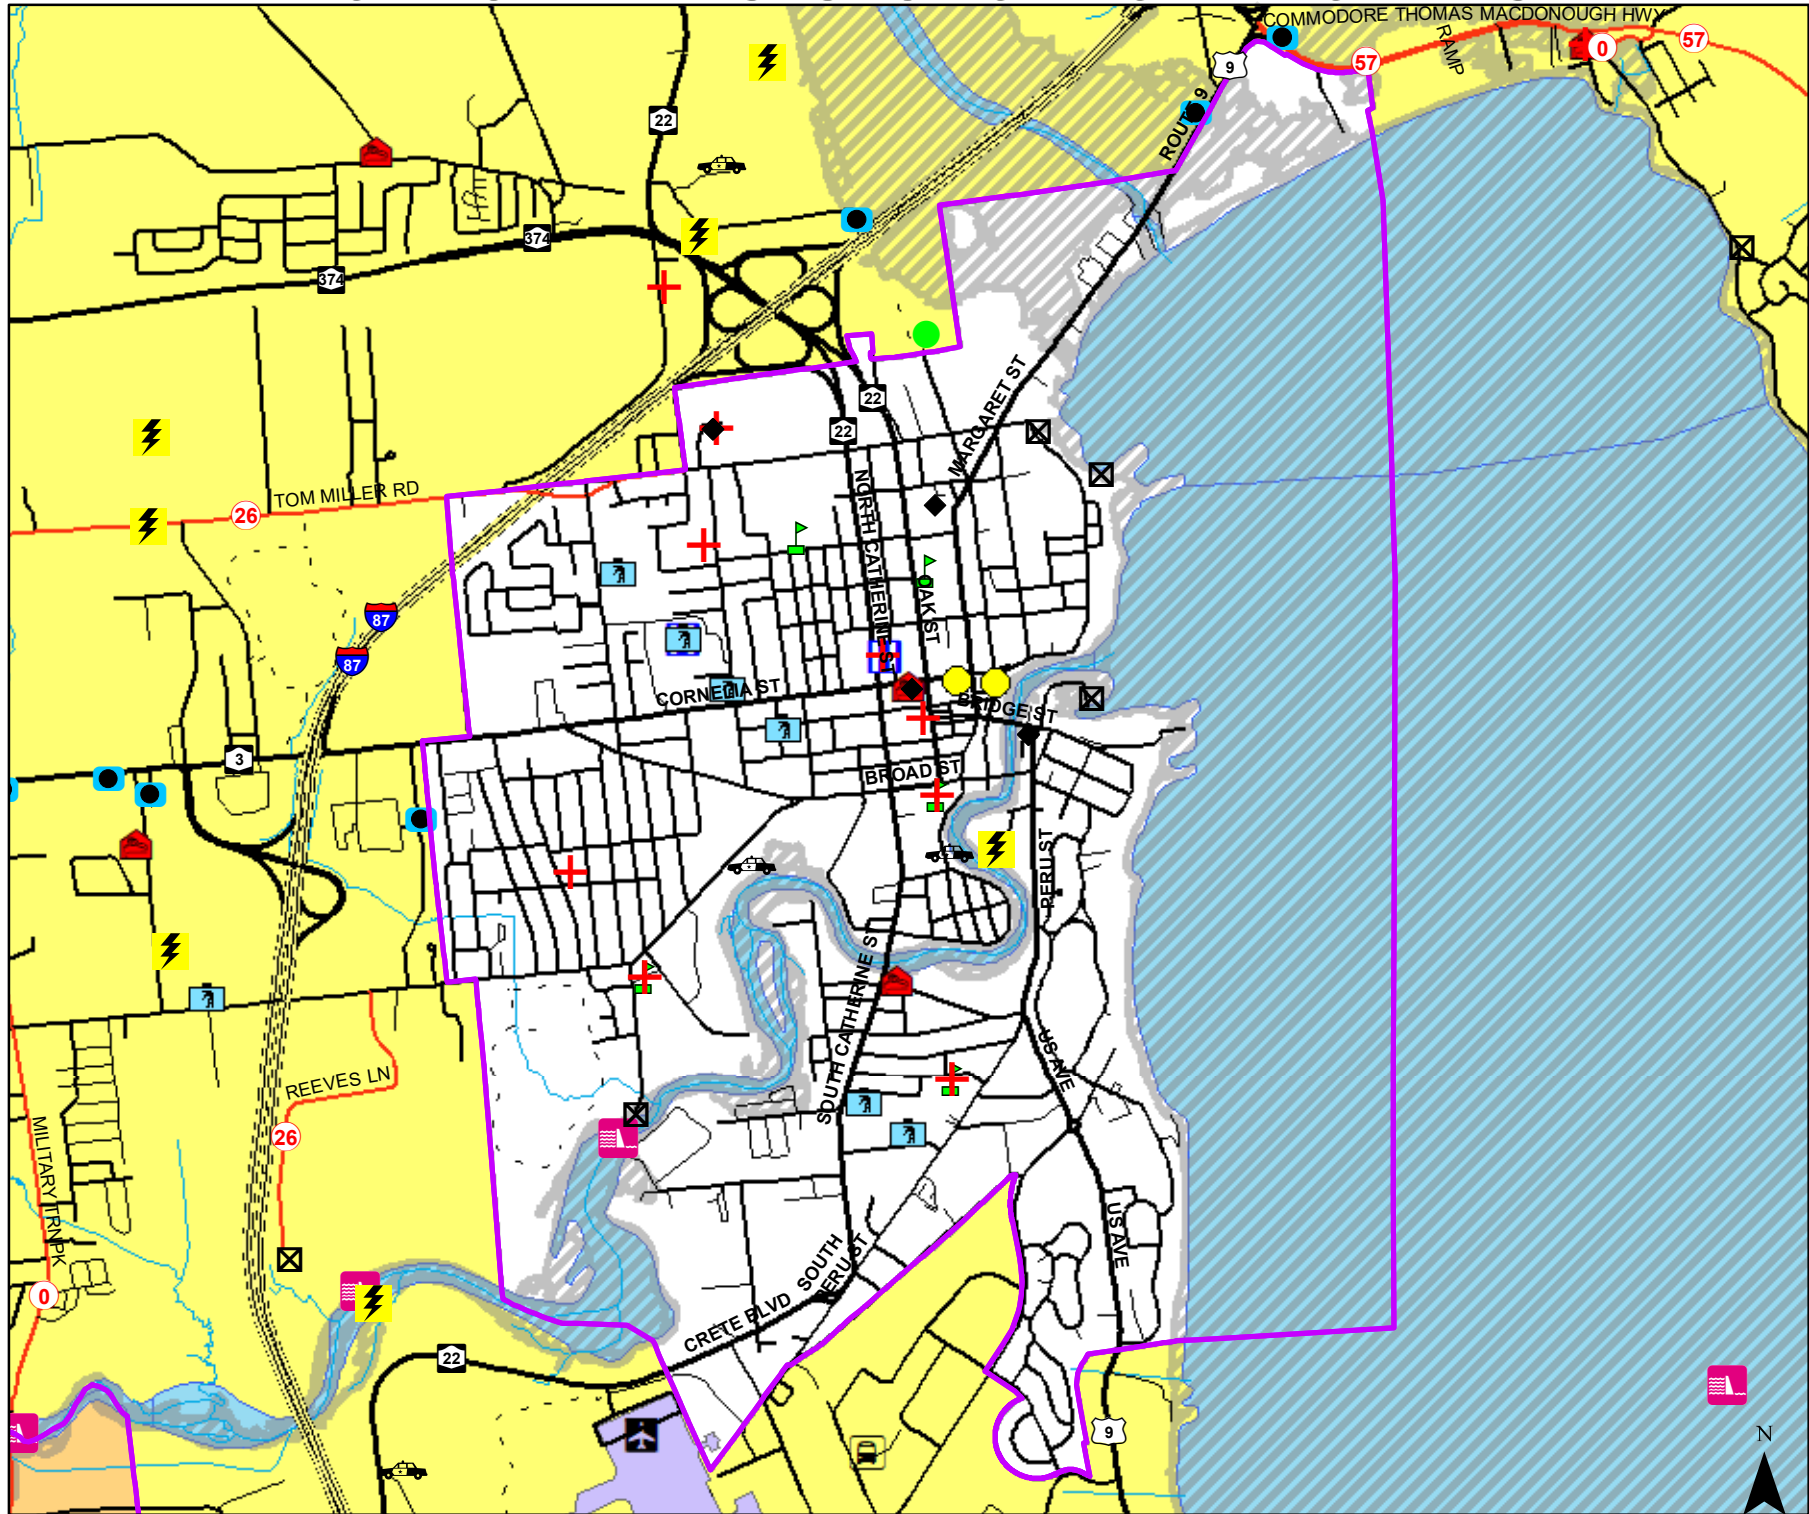 COMMODORE THOMAS MACDONOUGH HWY
57
0
RAMP
57
9
ROUTE 9
22
374
374
22
22
MARGARET ST
TOM MILLER RD
26
NORTH CATHERINE ST
OAK ST
87
87
CORNELIA ST
BRIDGE ST
3
BROAD ST
PERU ST
SOUTH CATHERINE ST
US AVE
REEVES LN
26
MILITARY TRNPK
US AVE
0
SOUTH
PERU ST
CRETE BLVD
22
9
N